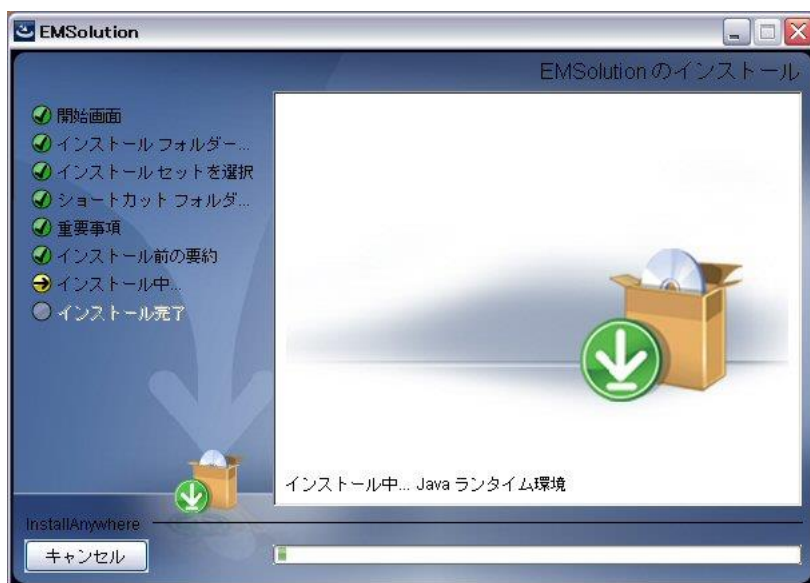 EMSolution
EMSolution のインストール
開始画面
インストール フォルダー...
インストール セットを選択
ショートカット フォルダ...
重要事項
インストール前の要約
インストール中...
インストール完了
インストール中... Java ランタイム環境
InstallAnywhere
キャンセル